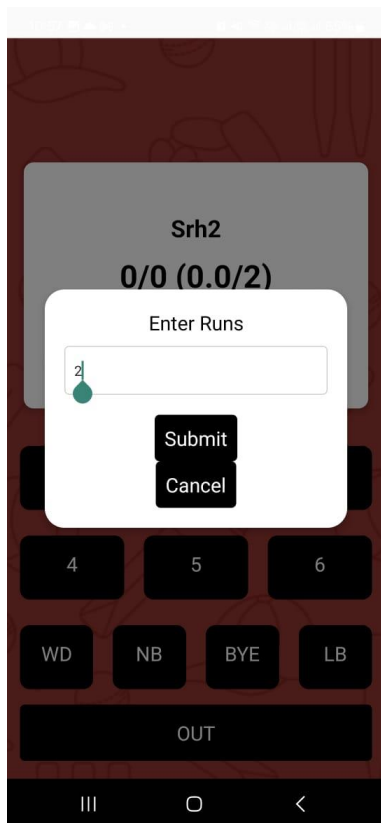 Srh2
0/0 (0.0/2)
Enter Runs
2
Submit
Cancel
4 5 6
WD NB BYE LB
OUT